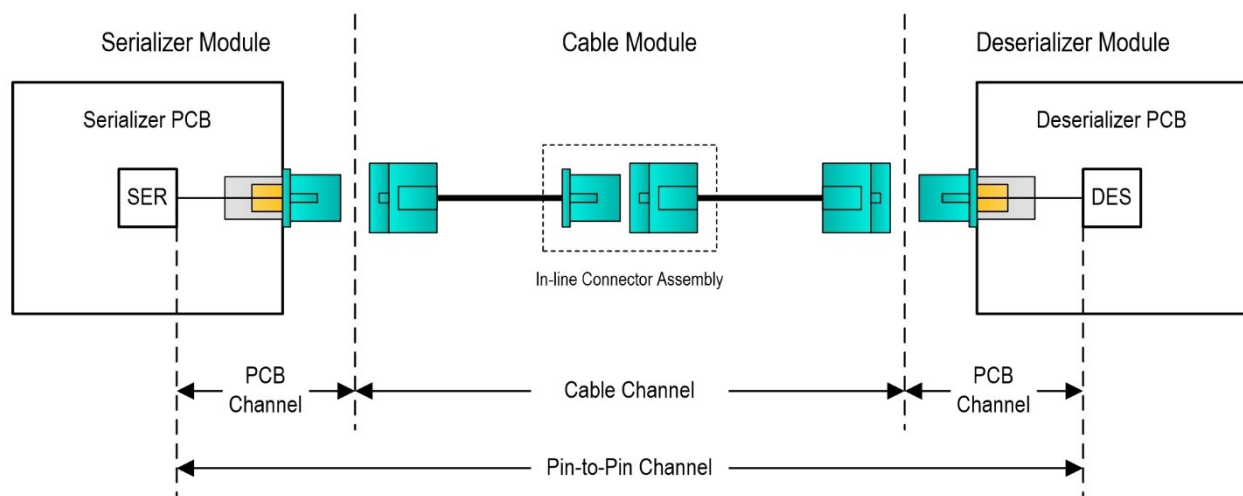 Serializer Module
Cable Module
Deserializer Module
Serializer PCB
Deserializer PCB
SER
DES
In-line Connector Assembly
PCB
Channel
Cable Channel
PCB
Channel
Pin-to-Pin Channel